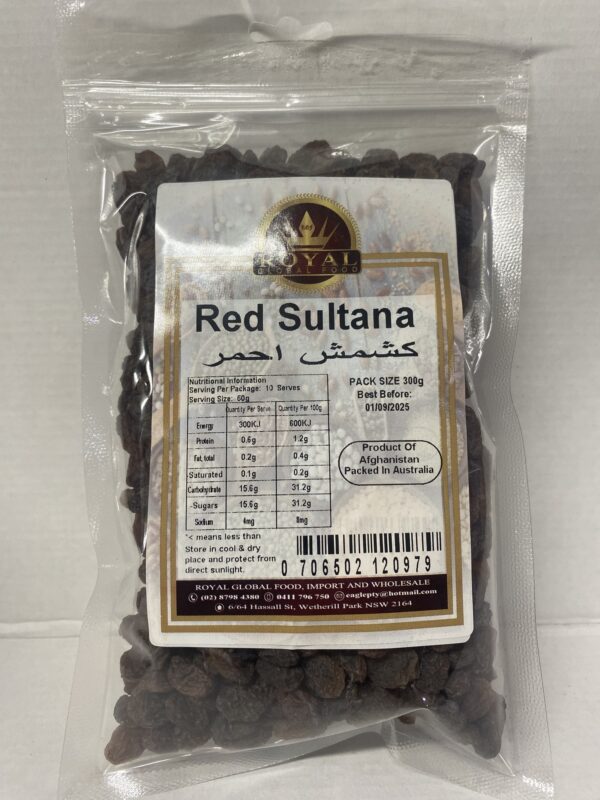 ROYAL
GLOBAL FOOD
Red Sultana
كشمش احمر
Nutritional Information
Serving Per Package: 10 Serves
Serving Size: 60g
Quantity Per Serve Quantity Per 100g
Energy 300KJ 600KJ
Protein 0.6g 1.2g
Fat, total 0.2g 0.4g
-Saturated 0.1g 0.2g
Carbohydrate 15.6g 31.2g
-Sugars 15.6g 31.2g
Sodium 4mg 8mg
*< means less than
Store in cool & dry
place and protect from
direct sunlight.
PACK SIZE 300g
Best Before:
01/09/2025
Product Of
Afghanistan
Packed In Australia
0 706502 120979
ROYAL GLOBAL FOOD, IMPORT AND WHOLESALE
(02) 8798 4380 0411 796 750 eaglepty@hotmail.com
6/64 Hassall St, Wetherill Park NSW 2164